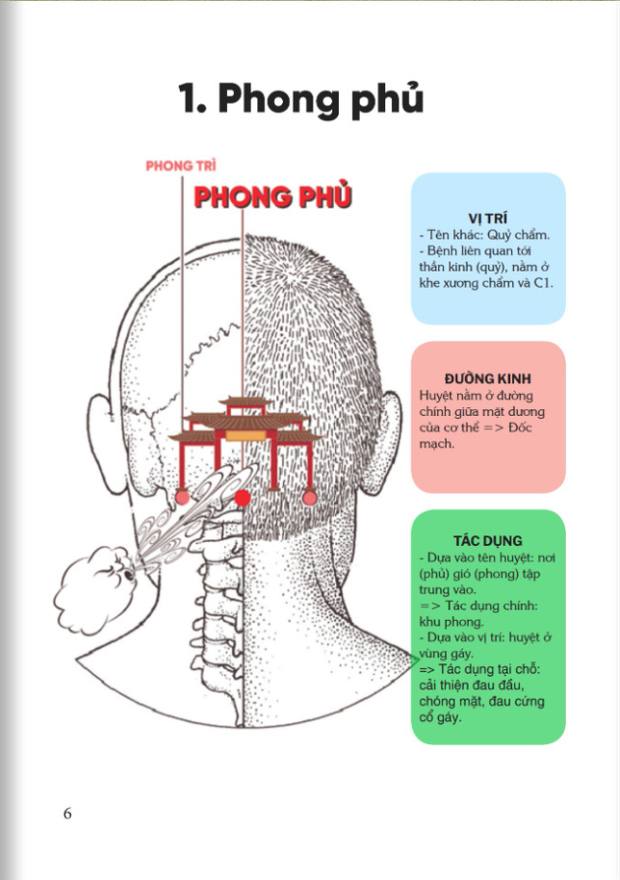 1. Phong phủ
PHONG TRÌ
PHONG PHỦ
VỊ TRÍ
- Tên khác: Quỷ chẩm.
- Bệnh liên quan tới
thần kinh (quỷ), nằm ở
khe xương chẩm và C1.
ĐƯỜNG KINH
Huyệt nằm ở đường
chính giữa mặt dương
của cơ thể => Đốc
mạch.
TÁC DỤNG
- Dựa vào tên huyệt: nơi
(phủ) gió (phong) tập
trung vào.
=> Tác dụng chính:
khu phong.
- Dựa vào vị trí: huyệt ở
vùng gáy.
=> Tác dụng tại chỗ:
cải thiện đau đầu,
chóng mặt, đau cứng
cổ gáy.
6